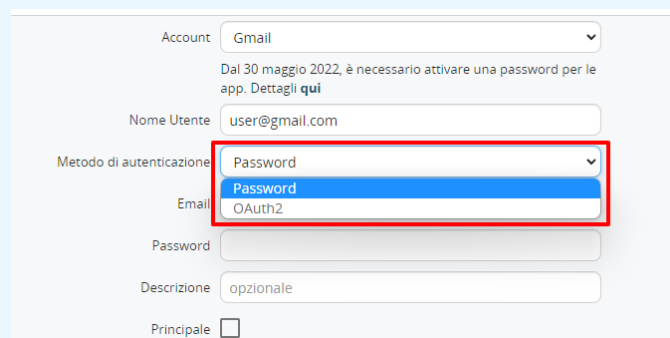 Account Gmail
Dal 30 maggio 2022, è necessario attivare una password per le
app. Dettagli qui
Nome Utente user@gmail.com
Metodo di autenticazione Password
Password
Email OAuth2
Password
Descrizione opzionale
Principale